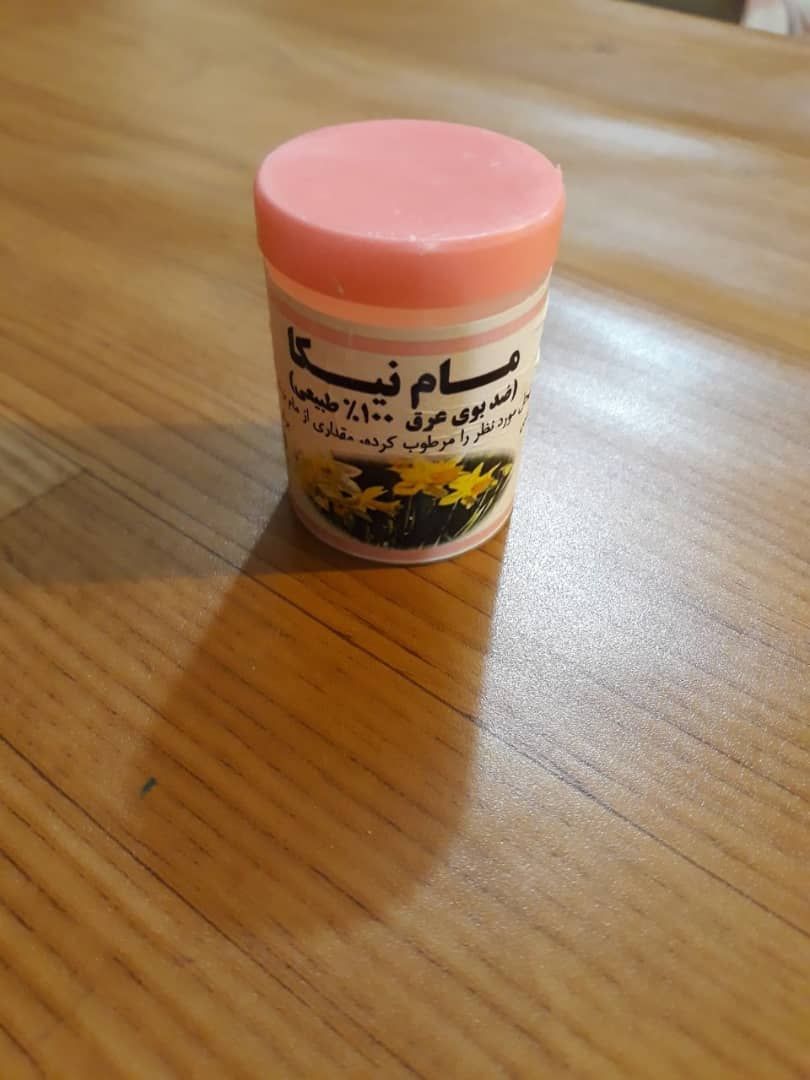 مام نیکا
(ضد بوی عرق ۱۰۰٪ طبیعی)
مورد نظر را مرطوب کرده، مقداری از مام